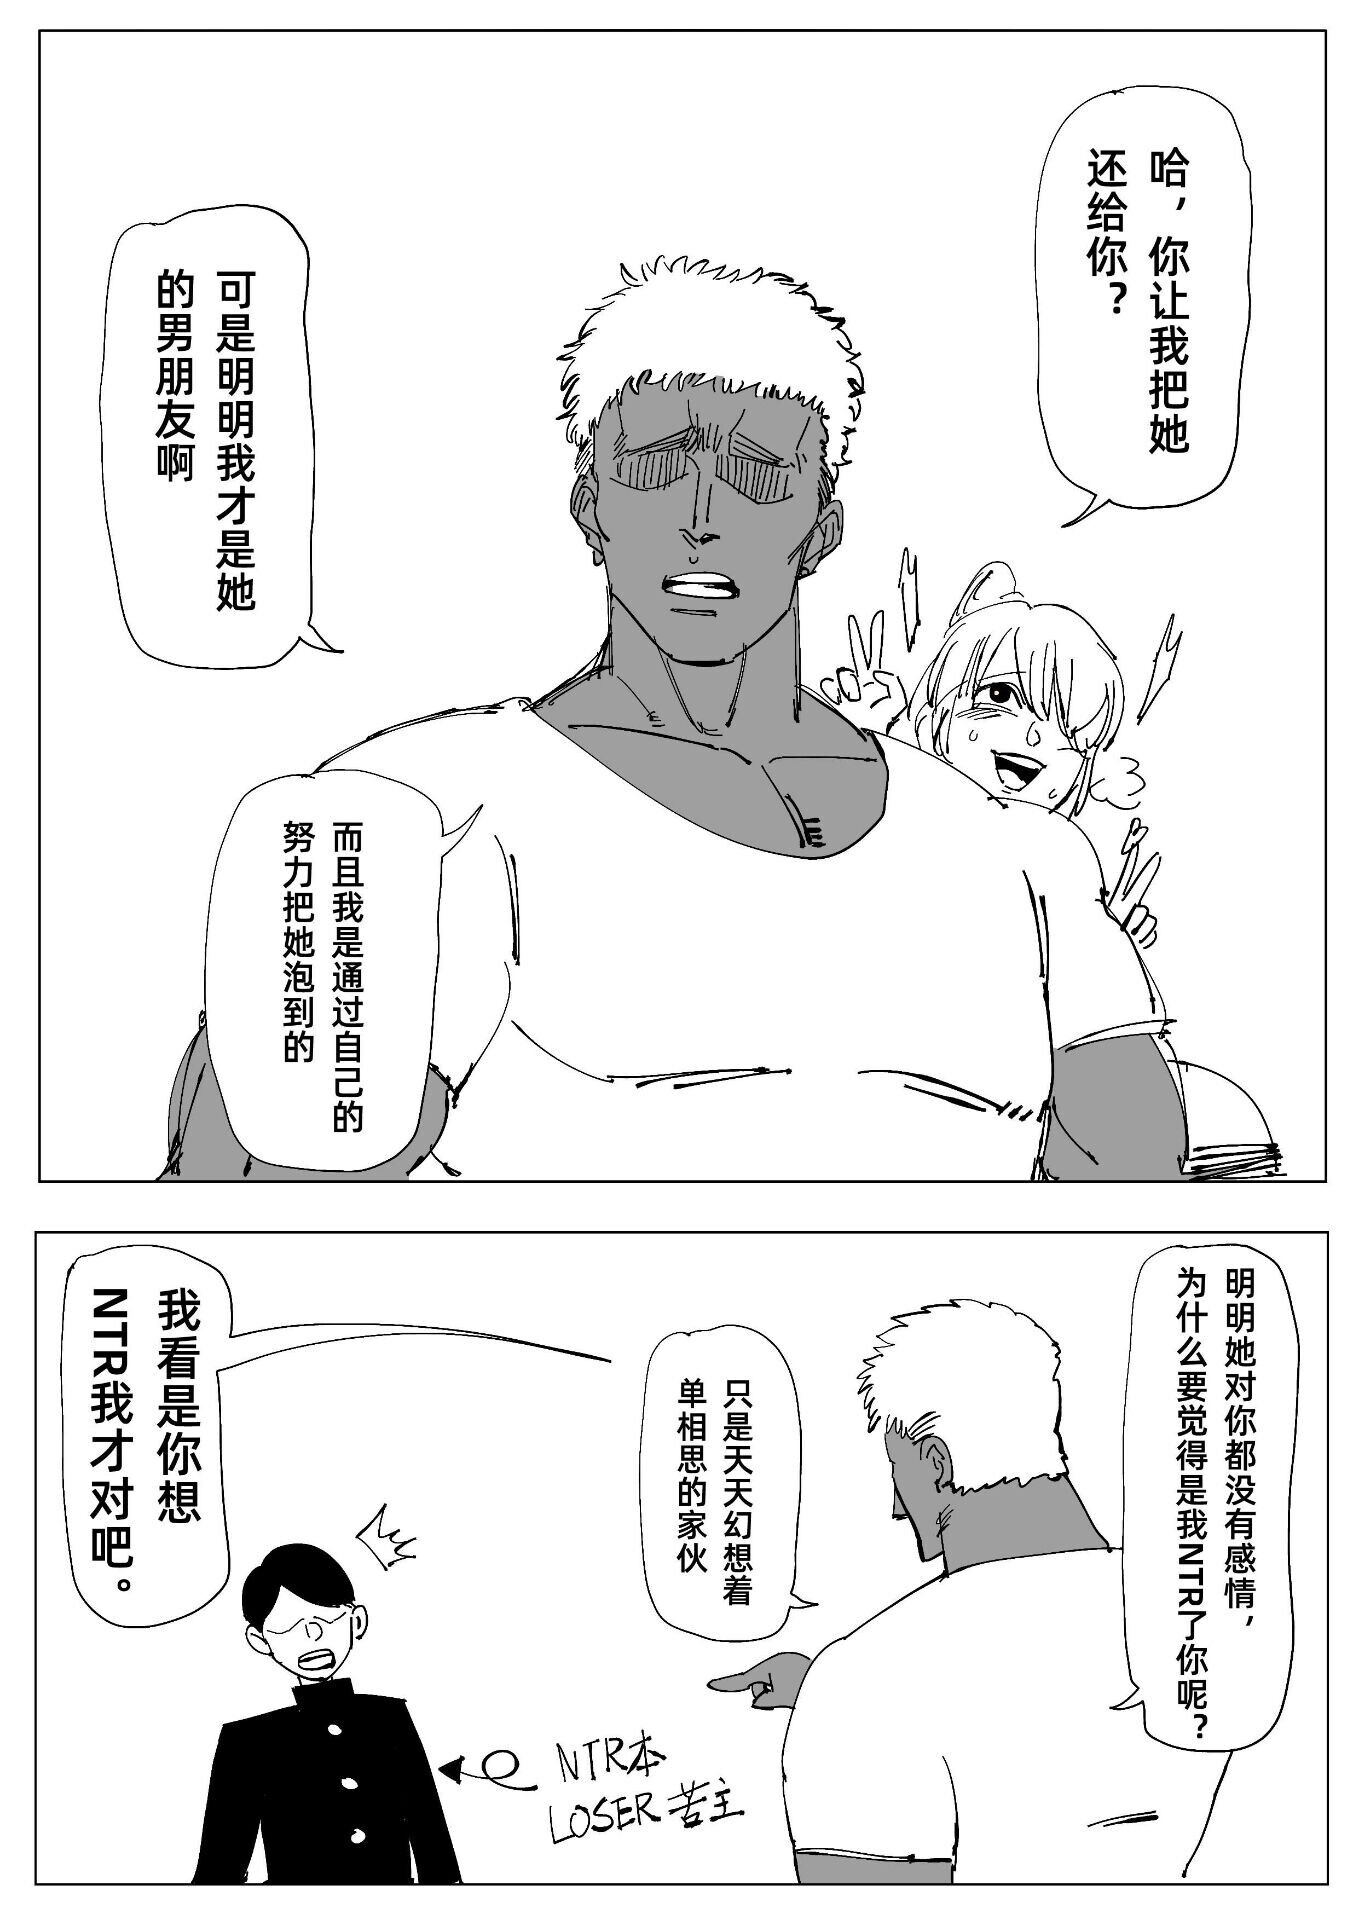 哈，你让我把她
还给你？
可是明明我才是她
的男朋友啊
而且我是通过自己的
努力把她泡到的
明明她对你都没有感情，
为什么要觉得是我NTR了你呢？
只是天天幻想着
单相思的家伙
我看是你想
NTR我才对吧。
NTR本
LOSER苦主